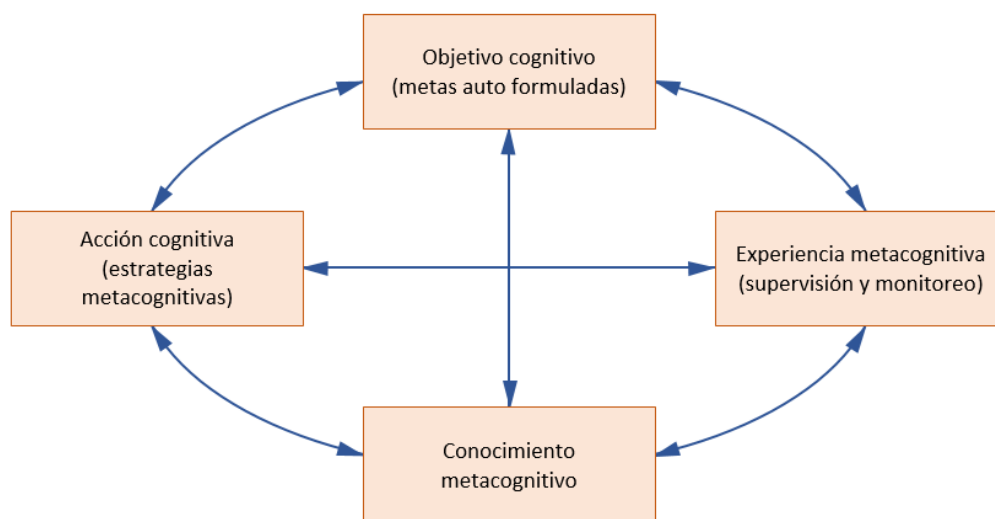 Objetivo cognitivo
(metas auto formuladas)
Acción cognitiva
(estrategias
metacognitivas)
Experiencia metacognitiva
(supervisión y monitoreo)
Conocimiento
metacognitivo